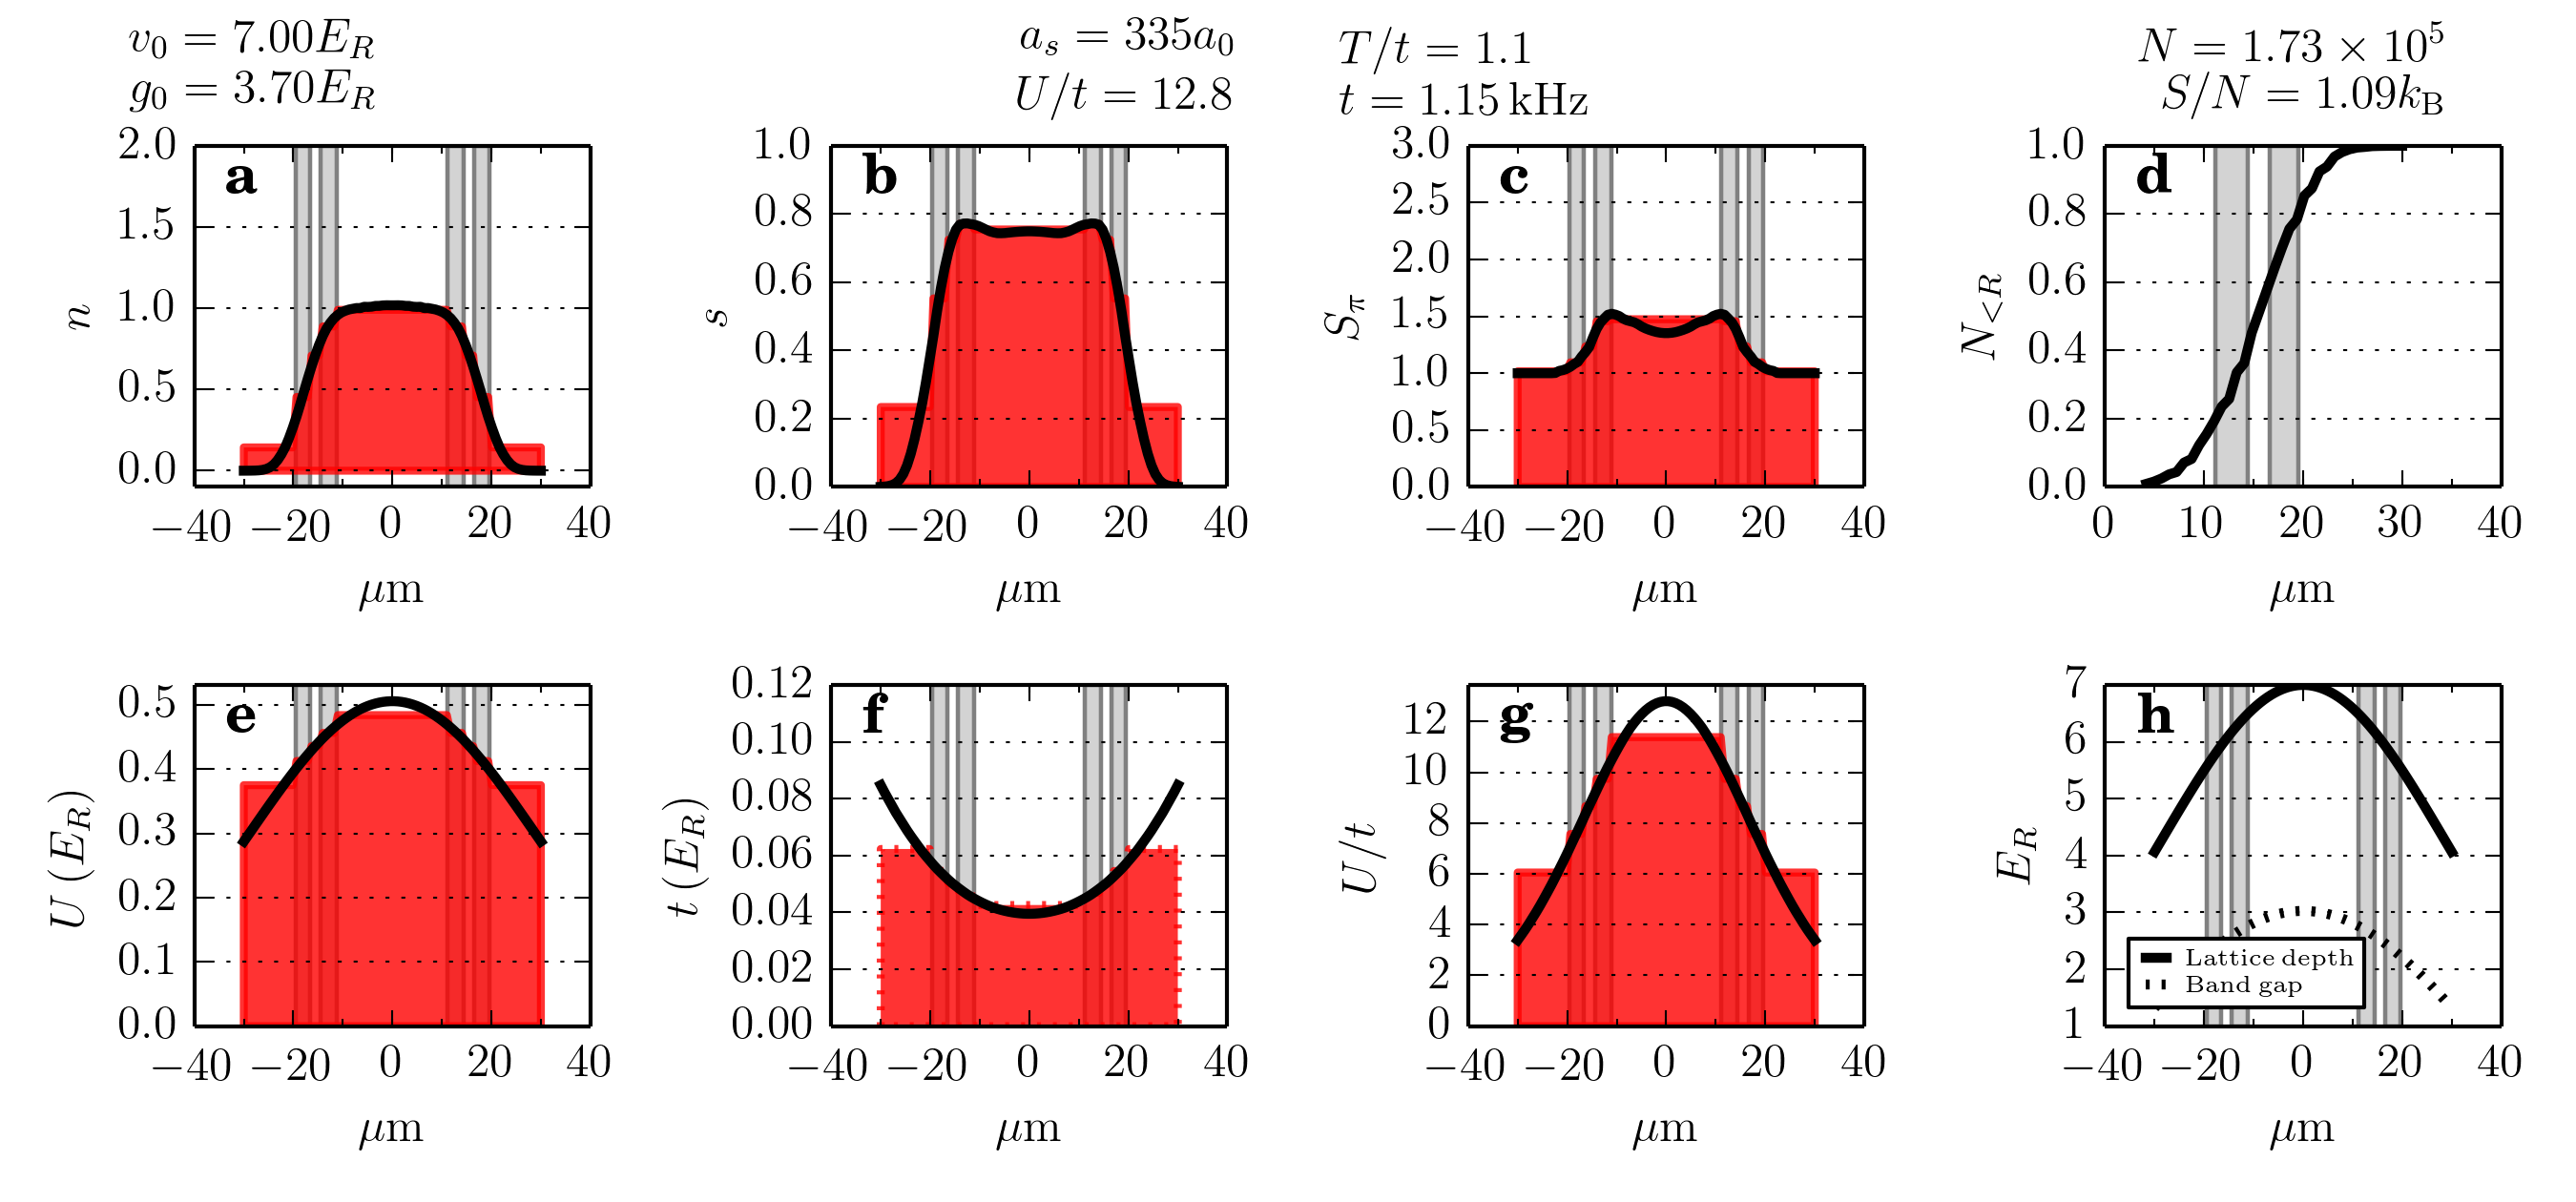 v₀ = 7.00E_R
g₀ = 3.70E_R
a_s = 335a₀
U/t = 12.8
T/t = 1.1
t = 1.15 kHz
N = 1.73 × 10⁵
S/N = 1.09k_B
a
n
2.0
1.5
1.0
0.5
0.0
−40 −20 0 20 40
μm
b
s
1.0
0.8
0.6
0.4
0.2
0.0
−40 −20 0 20 40
μm
c
S_π
3.0
2.5
2.0
1.5
1.0
0.5
0.0
−40 −20 0 20 40
μm
d
N_{<R}
1.0
0.8
0.6
0.4
0.2
0.0
0 10 20 30 40
μm
e
U (E_R)
0.5
0.4
0.3
0.2
0.1
0.0
−40 −20 0 20 40
μm
f
t (E_R)
0.12
0.10
0.08
0.06
0.04
0.02
0.00
−40 −20 0 20 40
μm
g
U/t
12
10
8
6
4
2
0
−40 −20 0 20 40
μm
h
E_R
7
6
5
4
3
2
1
Lattice depth
Band gap
−40 −20 0 20 40
μm